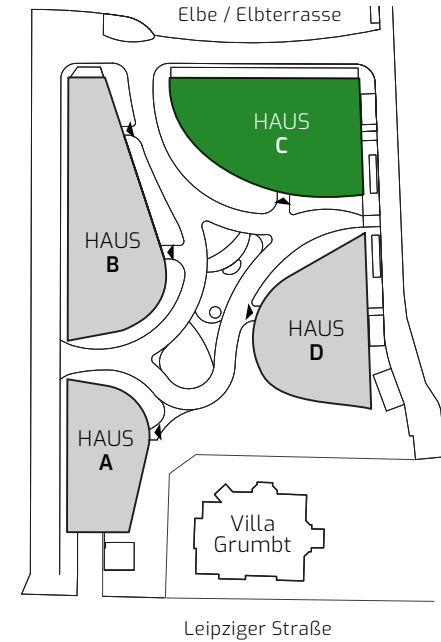 Elbe / Elbterrasse
HAUS
C
HAUS
B
HAUS
D
HAUS
A
Villa
Grumbt
Leipziger Straße